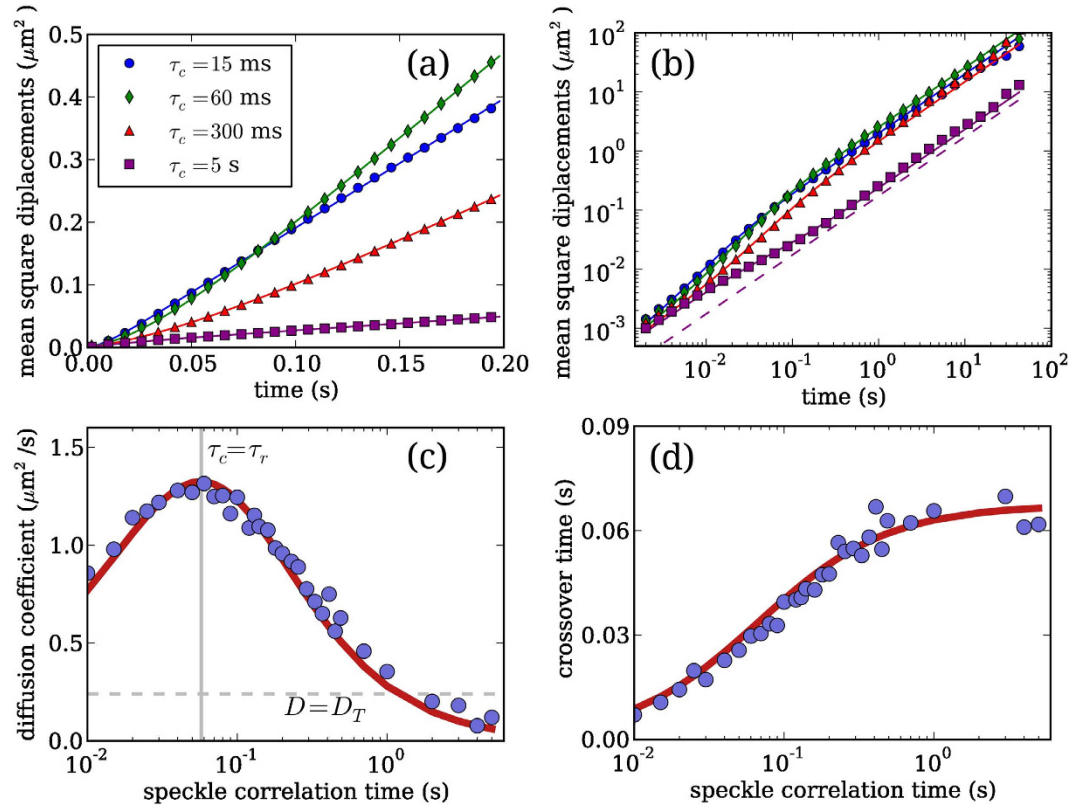 (a)
mean square diplacements (μm²)
0.5
0.4
0.3
0.2
0.1
0.0
τc = 15 ms
τc = 60 ms
τc = 300 ms
τc = 5 s
0.00 0.05 0.10 0.15 0.20
time (s)
(b)
mean square diplacements (μm²)
10²
10¹
10⁰
10⁻¹
10⁻²
10⁻³
10⁻² 10⁻¹ 10⁰ 10¹ 10²
time (s)
(c)
diffusion coefficient (μm²/s)
1.5
1.0
0.5
0.0
τc = τr
D = D_T
10⁻² 10⁻¹ 10⁰
speckle correlation time (s)
(d)
crossover time (s)
0.09
0.06
0.03
0.00
10⁻² 10⁻¹ 10⁰
speckle correlation time (s)